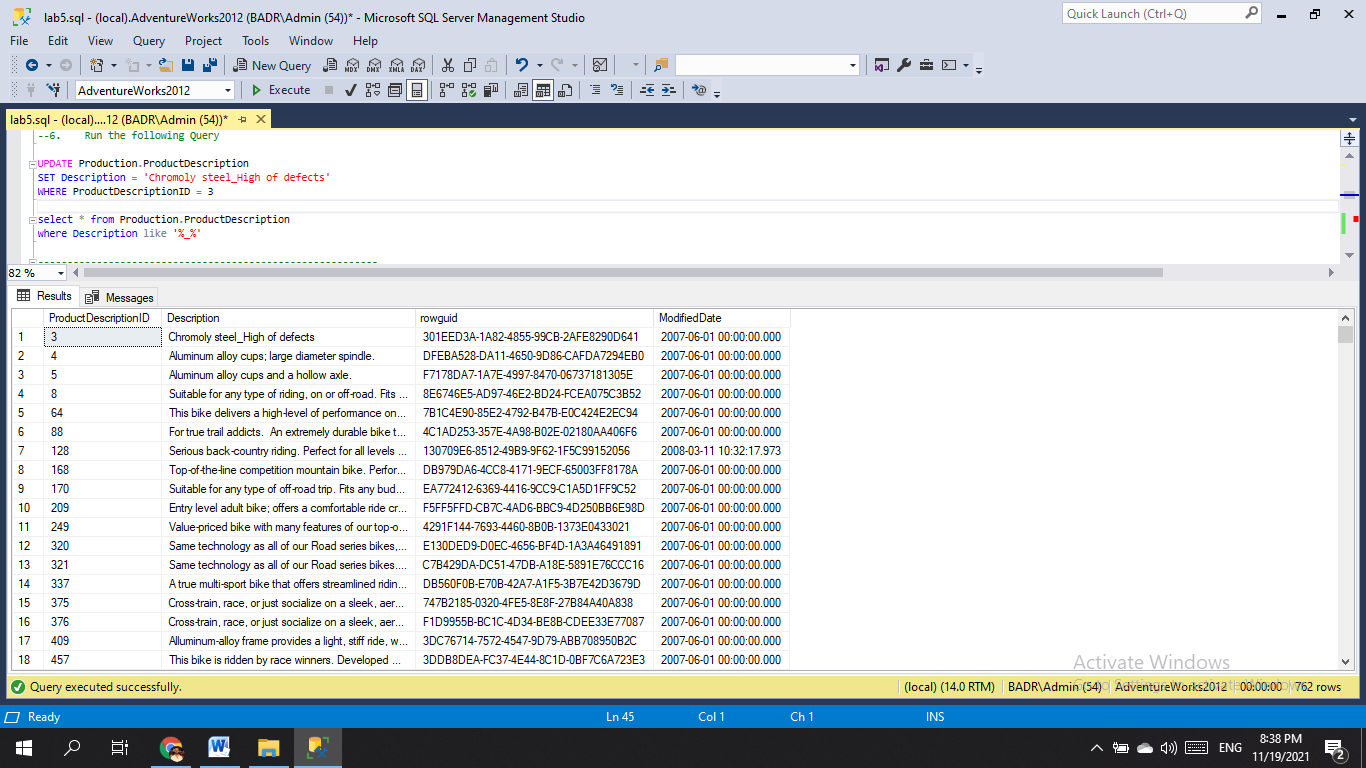 lab5.sql - (local).AdventureWorks2012 (BADR\Admin (54))* - Microsoft SQL Server Management Studio
Quick Launch (Ctrl+Q)
File Edit View Query Project Tools Window Help
New Query MDX DMX XMLA DAX
AdventureWorks2012 Execute
lab5.sql - (local)....12 (BADR\Admin (54))*
--6. Run the following Query
UPDATE Production.ProductDescription
SET Description = 'Chromoly steel_High of defects'
WHERE ProductDescriptionID = 3
select * from Production.ProductDescription
where Description like '%_%'
----------------------------------------------------------
82 %
Results Messages
ProductDescriptionID Description rowguid ModifiedDate
1 3 Chromoly steel_High of defects 301EED3A-1A82-4855-99CB-2AFE8290D641 2007-06-01 00:00:00.000
2 4 Aluminum alloy cups; large diameter spindle. DFEBA528-DA11-4650-9D86-CAFDA7294EB0 2007-06-01 00:00:00.000
3 5 Aluminum alloy cups and a hollow axle. F7178DA7-1A7E-4997-8470-06737181305E 2007-06-01 00:00:00.000
4 8 Suitable for any type of riding, on or off-road. Fits ... 8E6746E5-AD97-46E2-BD24-FCEA075C3B52 2007-06-01 00:00:00.000
5 64 This bike delivers a high-level of performance on... 7B1C4E90-85E2-4792-B47B-E0C424E2EC94 2007-06-01 00:00:00.000
6 88 For true trail addicts.  An extremely durable bike t... 4C1AD253-357E-4A98-B02E-02180AA406F6 2007-06-01 00:00:00.000
7 128 Serious back-country riding. Perfect for all levels ... 130709E6-8512-49B9-9F62-1F5C99152056 2008-03-11 10:32:17.973
8 168 Top-of-the-line competition mountain bike. Perfor... DB979DA6-4CC8-4171-9ECF-65003FF8178A 2007-06-01 00:00:00.000
9 170 Suitable for any type of off-road trip. Fits any bud... EA772412-6369-4416-9CC9-C1A5D1FF9C52 2007-06-01 00:00:00.000
10 209 Entry level adult bike; offers a comfortable ride cr... F5FF5FFD-CB7C-4AD6-BBC9-4D250BB6E98D 2007-06-01 00:00:00.000
11 249 Value-priced bike with many features of our top-o... 4291F144-7693-4460-8B0B-1373E0433021 2007-06-01 00:00:00.000
12 320 Same technology as all of our Road series bikes,... E130DED9-D0EC-4656-BF4D-1A3A46491891 2007-06-01 00:00:00.000
13 321 Same technology as all of our Road series bikes.... C7B429DA-DC51-47DB-A18E-5891E76CCC16 2007-06-01 00:00:00.000
14 337 A true multi-sport bike that offers streamlined ridin... DB560F0B-E70B-42A7-A1F5-3B7E42D3679D 2007-06-01 00:00:00.000
15 375 Cross-train, race, or just socialize on a sleek, aer... 747B2185-0320-4FE5-8E8F-27B84A40A838 2007-06-01 00:00:00.000
16 376 Cross-train, race, or just socialize on a sleek, aer... F1D9955B-BC1C-4D34-BE8B-CDEE33E77087 2007-06-01 00:00:00.000
17 409 Alluminum-alloy frame provides a light, stiff ride, w... 3DC76714-7572-4547-9D79-ABB708950B2C 2007-06-01 00:00:00.000
18 457 This bike is ridden by race winners. Developed ... 3DDB8DEA-FC37-4E44-8C1D-0BF7C6A723E3 2007-06-01 00:00:00.000
Activate Windows
Go to Settings to activate Windows.
Query executed successfully. (local) (14.0 RTM) BADR\Admin (54) AdventureWorks2012 00:00:00 762 rows
Ready Ln 45 Col 1 Ch 1 INS
ENG 8:38 PM
11/19/2021 2